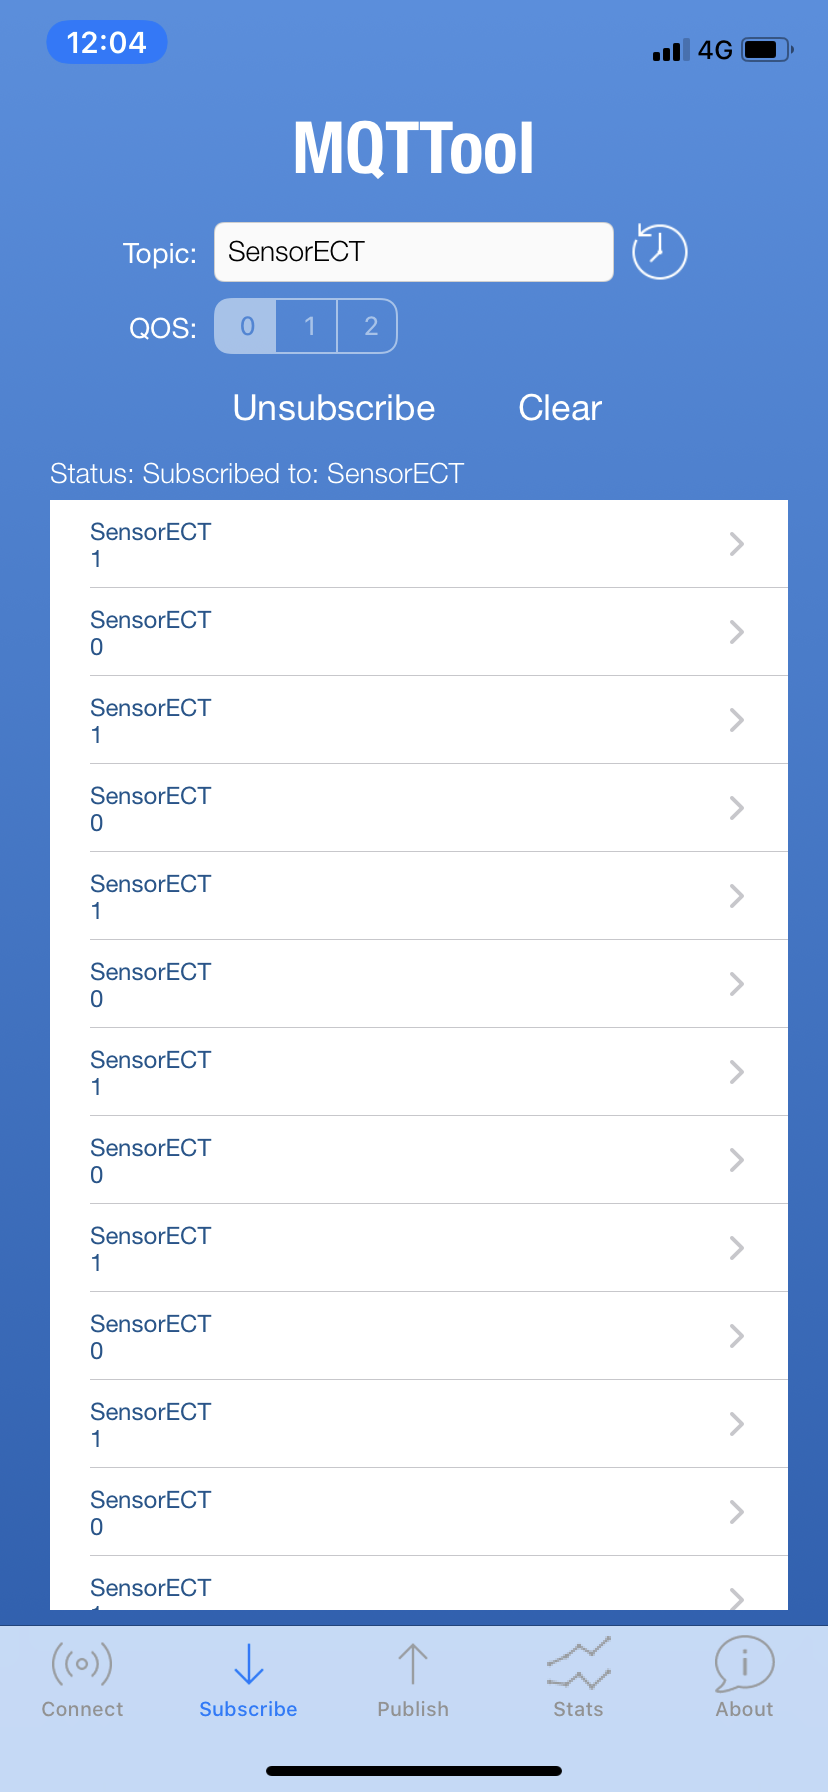 12:04
4G
MQTTool
Topic: SensorECT
QOS: 0 1 2
Unsubscribe Clear
Status: Subscribed to: SensorECT
SensorECT
1
SensorECT
0
SensorECT
1
SensorECT
0
SensorECT
1
SensorECT
0
SensorECT
1
SensorECT
0
SensorECT
1
SensorECT
0
SensorECT
1
SensorECT
0
SensorECT
Connect Subscribe Publish Stats About